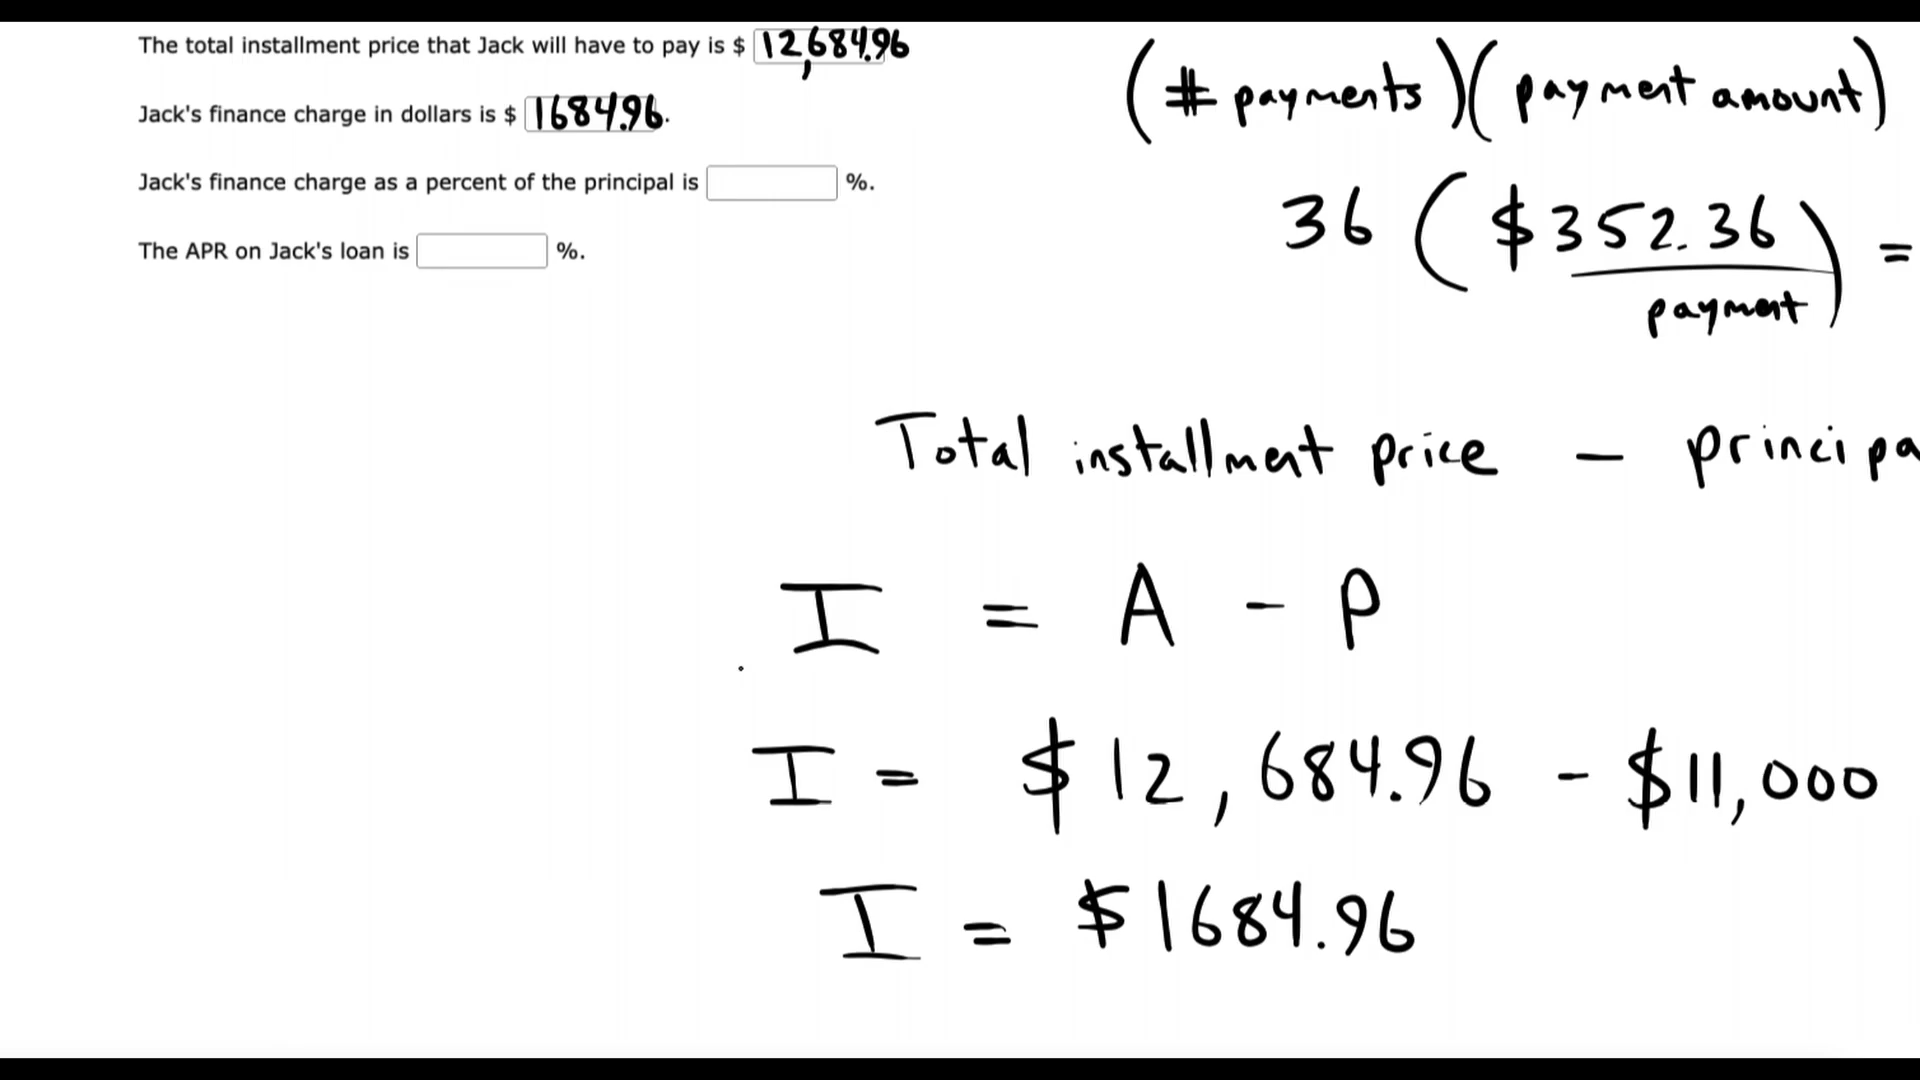 The total installment price that Jack will have to pay is $ 12,684.96
Jack's finance charge in dollars is $ 1684.96.
Jack's finance charge as a percent of the principal is %.
The APR on Jack's loan is %.
(# payments)(payment amount)
36 ($352.36 / payment) =
Total installment price - principa
I = A - P
I = $12,684.96 - $11,000
I = $1684.96